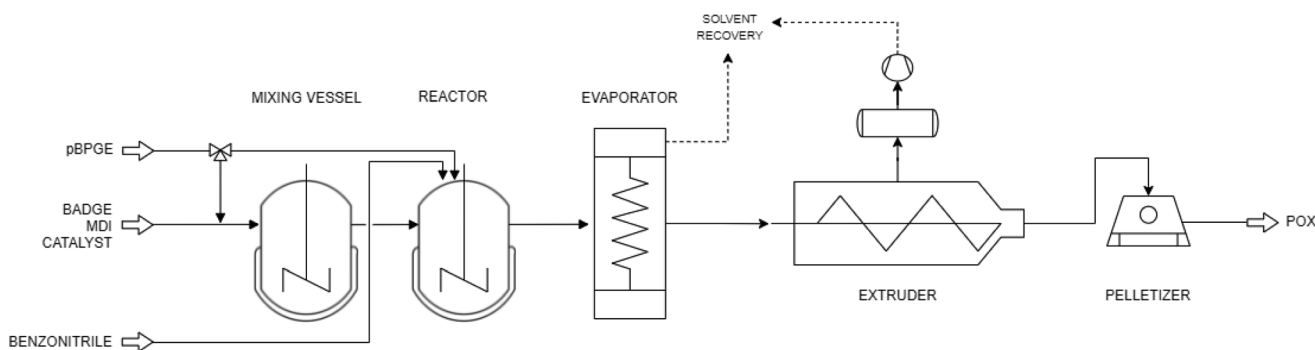 SOLVENT
RECOVERY
MIXING VESSEL
REACTOR
EVAPORATOR
pBPGE
BADGE
MDI
CATALYST
POX
EXTRUDER
PELLETIZER
BENZONITRILE